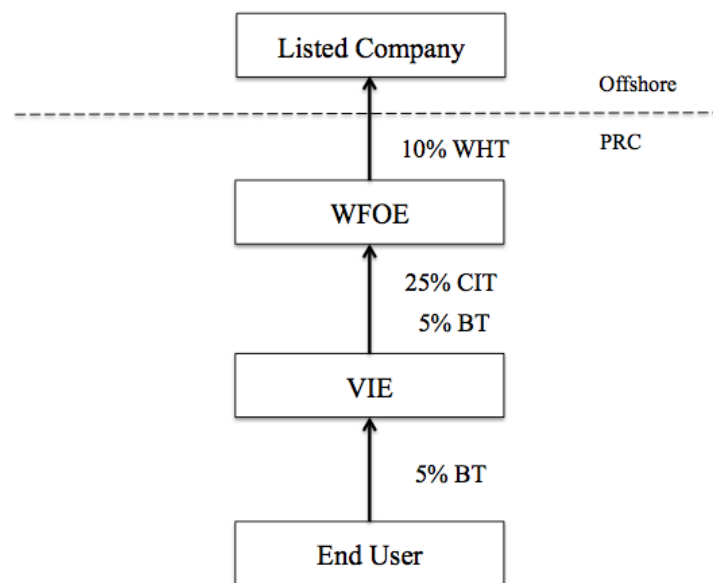 Listed Company
Offshore
PRC
10% WHT
WFOE
25% CIT
5% BT
VIE
5% BT
End User